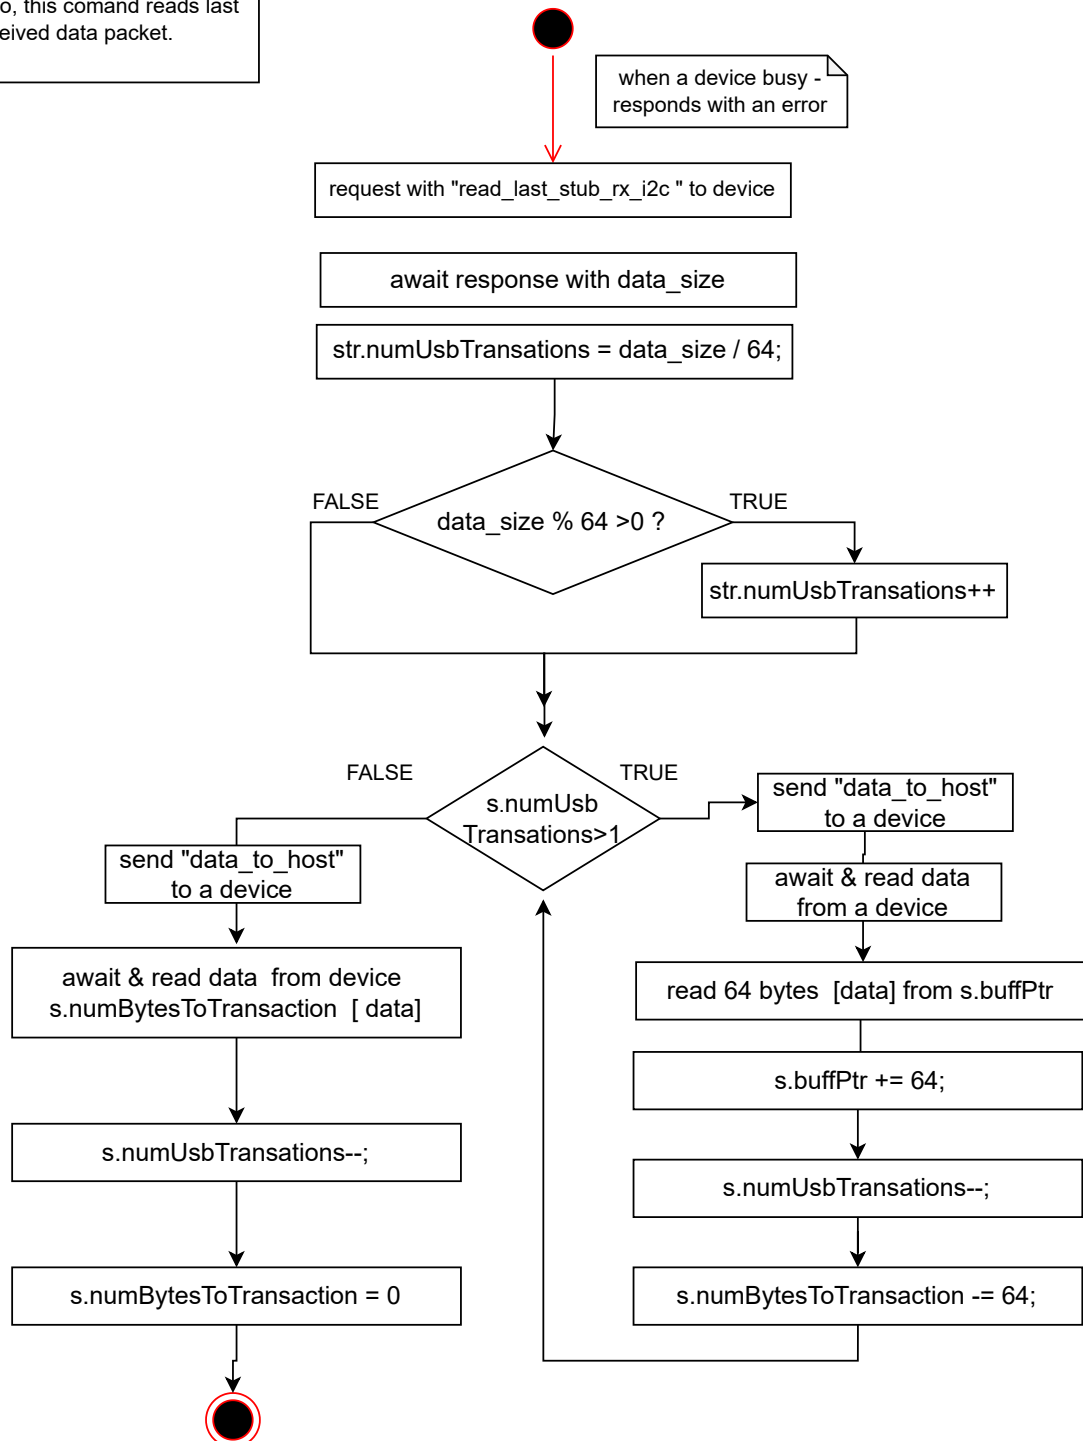 o, this comand reads last
eived data packet.
when a device busy -
responds with an error
request with "read_last_stub_rx_i2c " to device
await response with data_size
str.numUsbTransations = data_size / 64;
FALSE
TRUE
data_size % 64 >0 ?
str.numUsbTransations++
FALSE
TRUE
s.numUsb
Transations>1
send "data_to_host"
to a device
await & read data
from a device
read 64 bytes  [data] from s.buffPtr
s.buffPtr += 64;
s.numUsbTransations--;
s.numBytesToTransaction -= 64;
send "data_to_host"
to a device
await & read data  from device
s.numBytesToTransaction  [ data]
s.numUsbTransations--;
s.numBytesToTransaction = 0